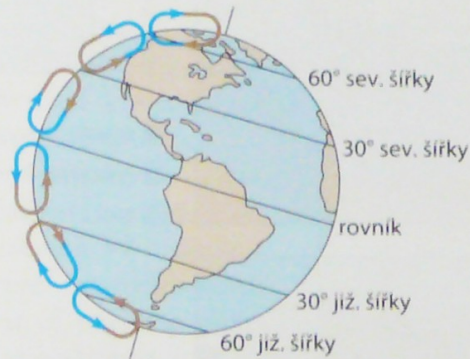 60° sev. šířky
30° sev. šířky
rovník
30° již. šířky
60° již. šířky